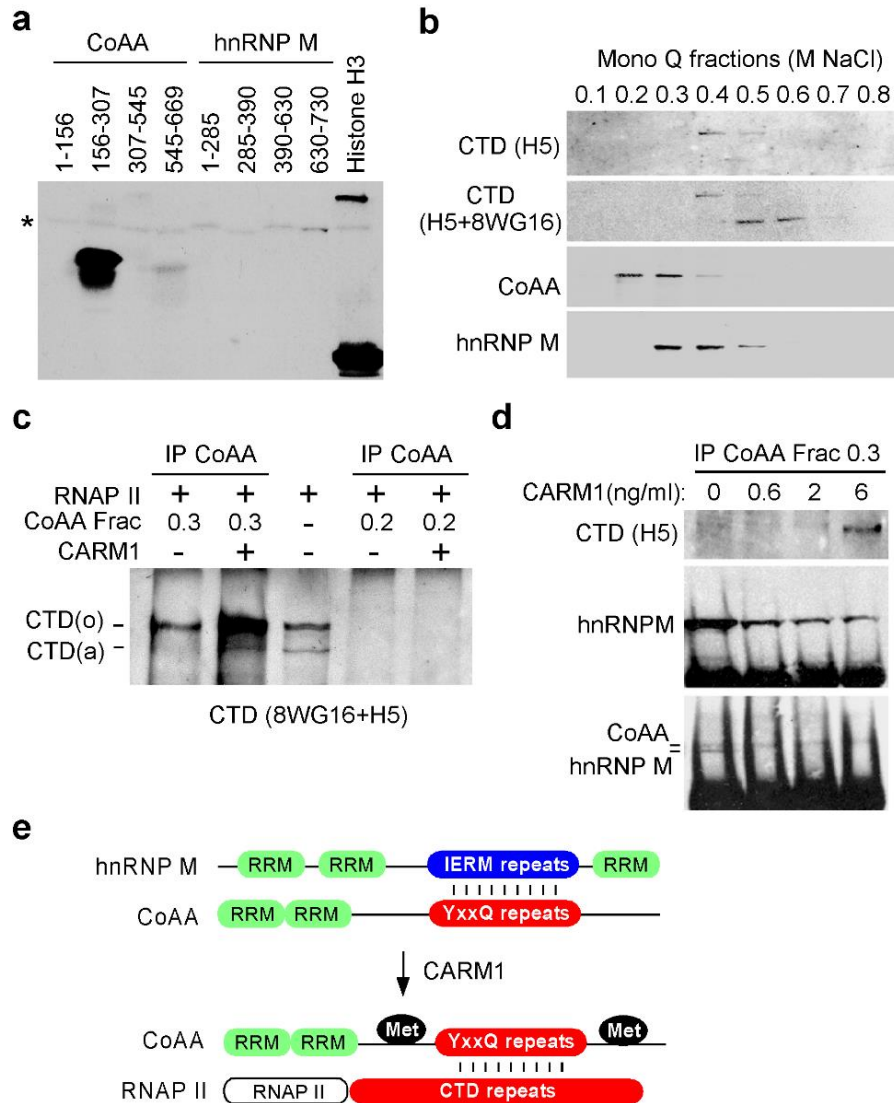 a
CoAA hnRNP M
1-156 156-307 307-545 545-669 1-285 285-390 390-630 630-730 Histone H3
*
b
Mono Q fractions (M NaCl)
0.1 0.2 0.3 0.4 0.5 0.6 0.7 0.8
CTD (H5)
CTD
(H5+8WG16)
CoAA
hnRNP M
c
IP CoAA IP CoAA
RNAP II + + + + +
CoAA Frac 0.3 0.3 - 0.2 0.2
CARM1 - + - - +
CTD(o) –
CTD(a) –
CTD (8WG16+H5)
d
IP CoAA Frac 0.3
CARM1(ng/ml): 0 0.6 2 6
CTD (H5)
hnRNPM
CoAA
hnRNP M
e
hnRNP M RRM RRM IERM repeats RRM
CoAA RRM RRM YxxQ repeats
CARM1
Met Met
CoAA RRM RRM YxxQ repeats
RNAP II RNAP II CTD repeats